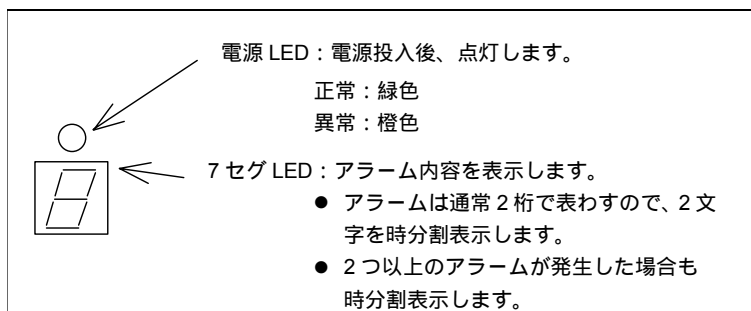 電源 LED：電源投入後、点灯します。
正常：緑色
異常：橙色
7 セグ LED：アラーム内容を表示します。
● アラームは通常 2 桁で表わすので、2 文
字を時分割表示します。
● 2 つ以上のアラームが発生した場合も
時分割表示します。